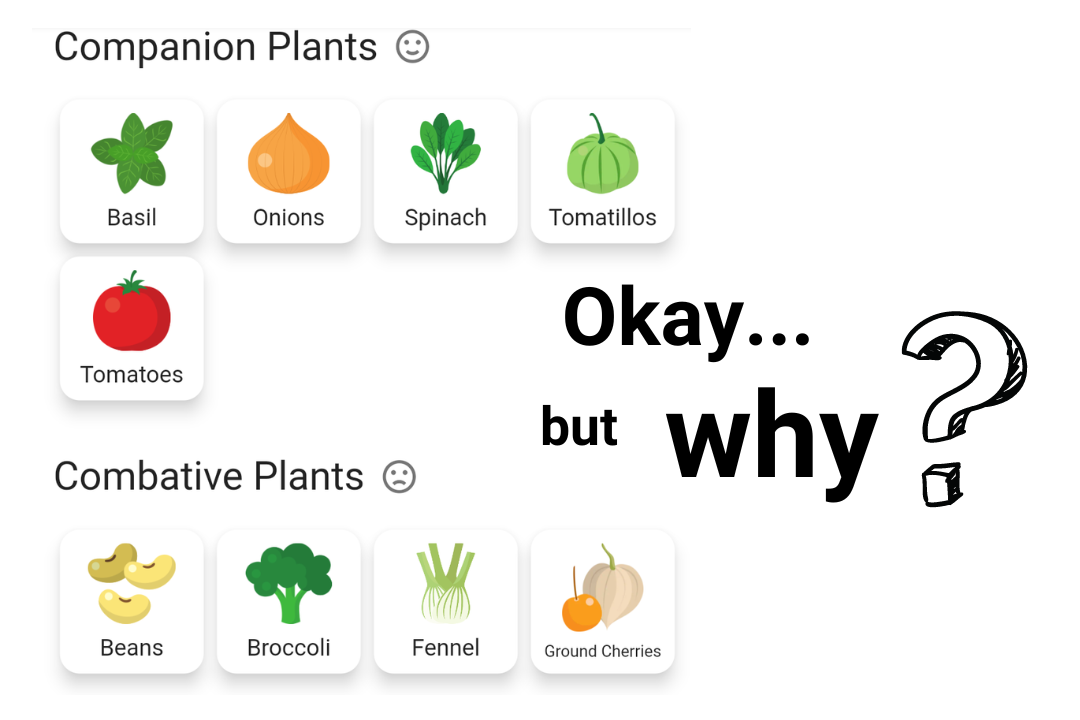 Companion Plants
Basil
Onions
Spinach
Tomatillos
Tomatoes
Okay...
but why ?
Combative Plants
Beans
Broccoli
Fennel
Ground Cherries